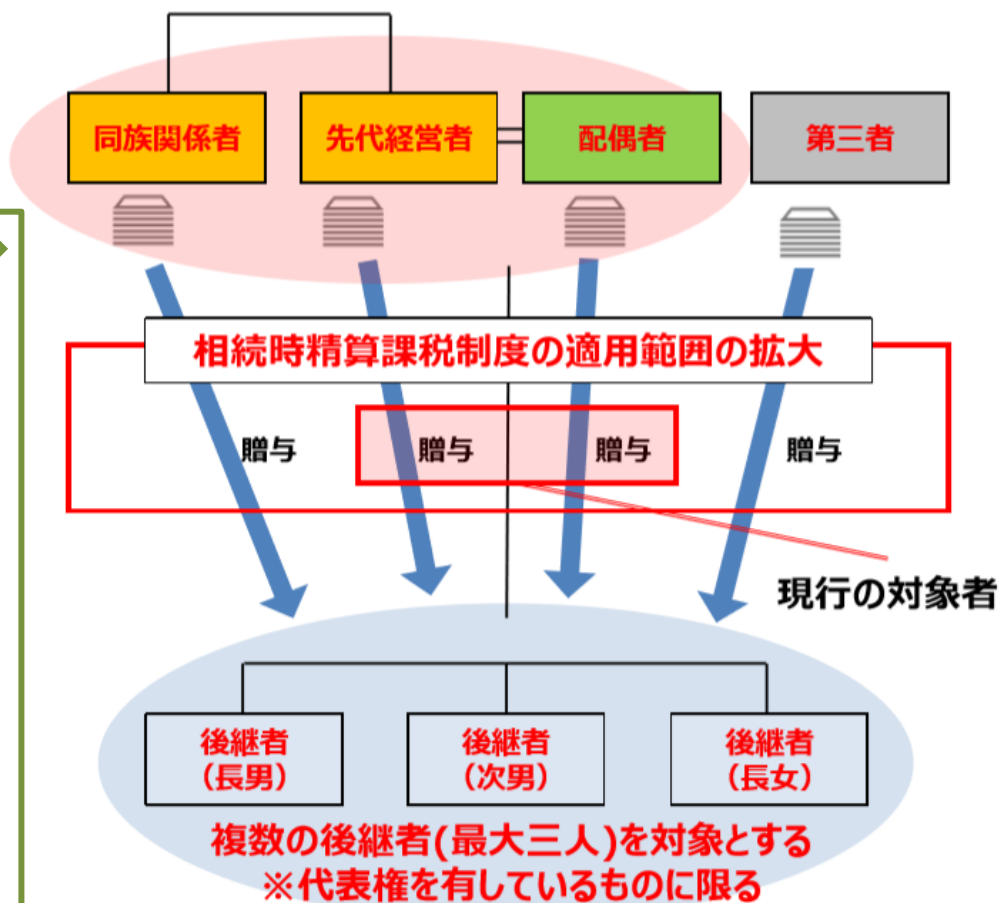 同族関係者
先代経営者
配偶者
第三者
相続時精算課税制度の適用範囲の拡大
贈与
贈与
贈与
贈与
現行の対象者
後継者
（長男）
後継者
（次男）
後継者
（長女）
複数の後継者(最大三人)を対象とする
※代表権を有しているものに限る